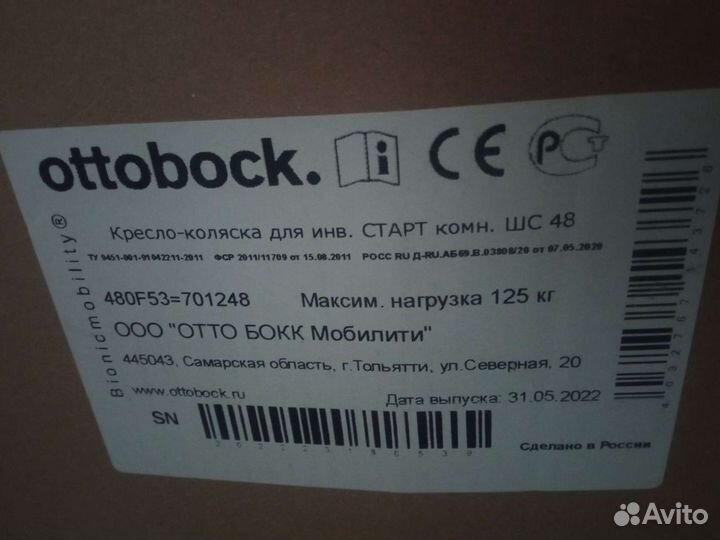 ottobock. i CE РСт
Bionicmobility®
Кресло-коляска для инв. СТАРТ комн. ШС 48
ТУ 9451-001-91042211-2011 ФСР 2011/11709 от 15.08.2011 РОСС RU Д-RU.АБ69.В.03808/20 от 07.05.2020
480F53=701248 Максим. нагрузка 125 кг
ООО "ОТТО БОКК Мобилити"
445043, Самарская область, г.Тольятти, ул.Северная, 20
www.ottobock.ru Дата выпуска: 31.05.2022
SN
Сделано в России
Avito